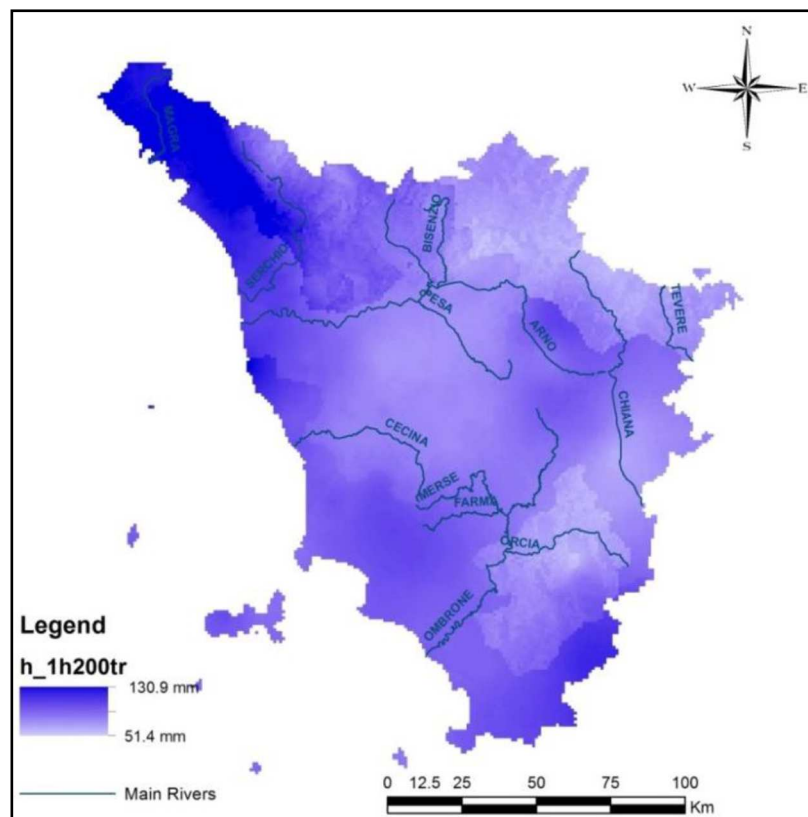 N
W E
S
MAGRA
SERCHIO
BISENZIO
PESA
ARNO
TEVERE
CHIANA
CECINA
MERSE
FARMA
ORCIA
OMBRONE
Legend
h_1h200tr
130.9 mm
51.4 mm
Main Rivers
0 12.5 25 50 75 100
Km